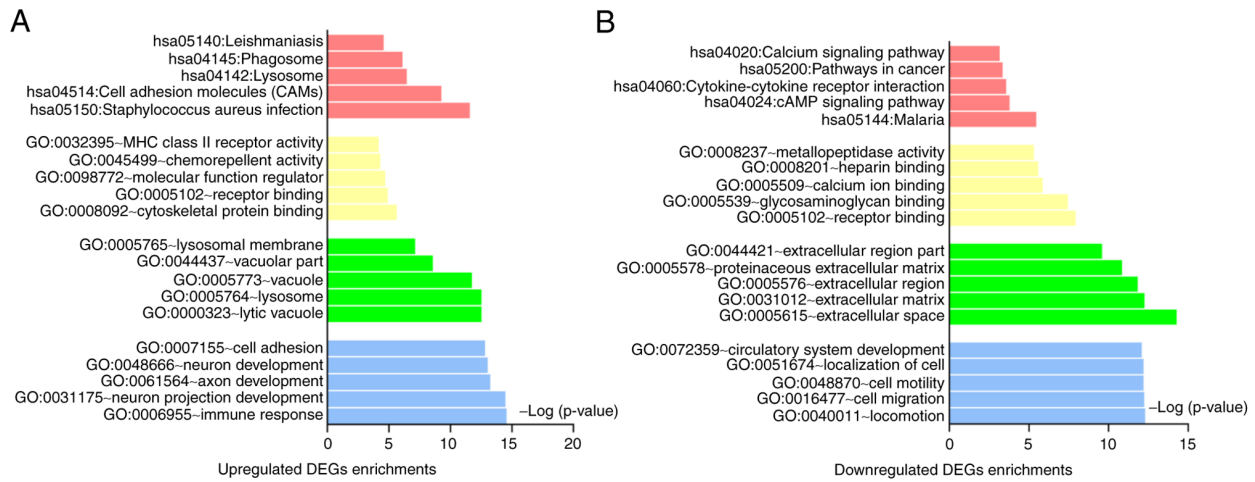 A
hsa05140:Leishmaniasis
hsa04145:Phagosome
hsa04142:Lysosome
hsa04514:Cell adhesion molecules (CAMs)
hsa05150:Staphylococcus aureus infection
GO:0032395~MHC class II receptor activity
GO:0045499~chemorepellent activity
GO:0098772~molecular function regulator
GO:0005102~receptor binding
GO:0008092~cytoskeletal protein binding
GO:0005765~lysosomal membrane
GO:0044437~vacuolar part
GO:0005773~vacuole
GO:0005764~lysosome
GO:0000323~lytic vacuole
GO:0007155~cell adhesion
GO:0048666~neuron development
GO:0061564~axon development
GO:0031175~neuron projection development
GO:0006955~immune response
−Log (p-value)
0 5 10 15 20
Upregulated DEGs enrichments
B
hsa04020:Calcium signaling pathway
hsa05200:Pathways in cancer
hsa04060:Cytokine-cytokine receptor interaction
hsa04024:cAMP signaling pathway
hsa05144:Malaria
GO:0008237~metallopeptidase activity
GO:0008201~heparin binding
GO:0005509~calcium ion binding
GO:0005539~glycosaminoglycan binding
GO:0005102~receptor binding
GO:0044421~extracellular region part
GO:0005578~proteinaceous extracellular matrix
GO:0005576~extracellular region
GO:0031012~extracellular matrix
GO:0005615~extracellular space
GO:0072359~circulatory system development
GO:0051674~localization of cell
GO:0048870~cell motility
GO:0016477~cell migration
GO:0040011~locomotion
−Log (p-value)
0 5 10 15
Downregulated DEGs enrichments